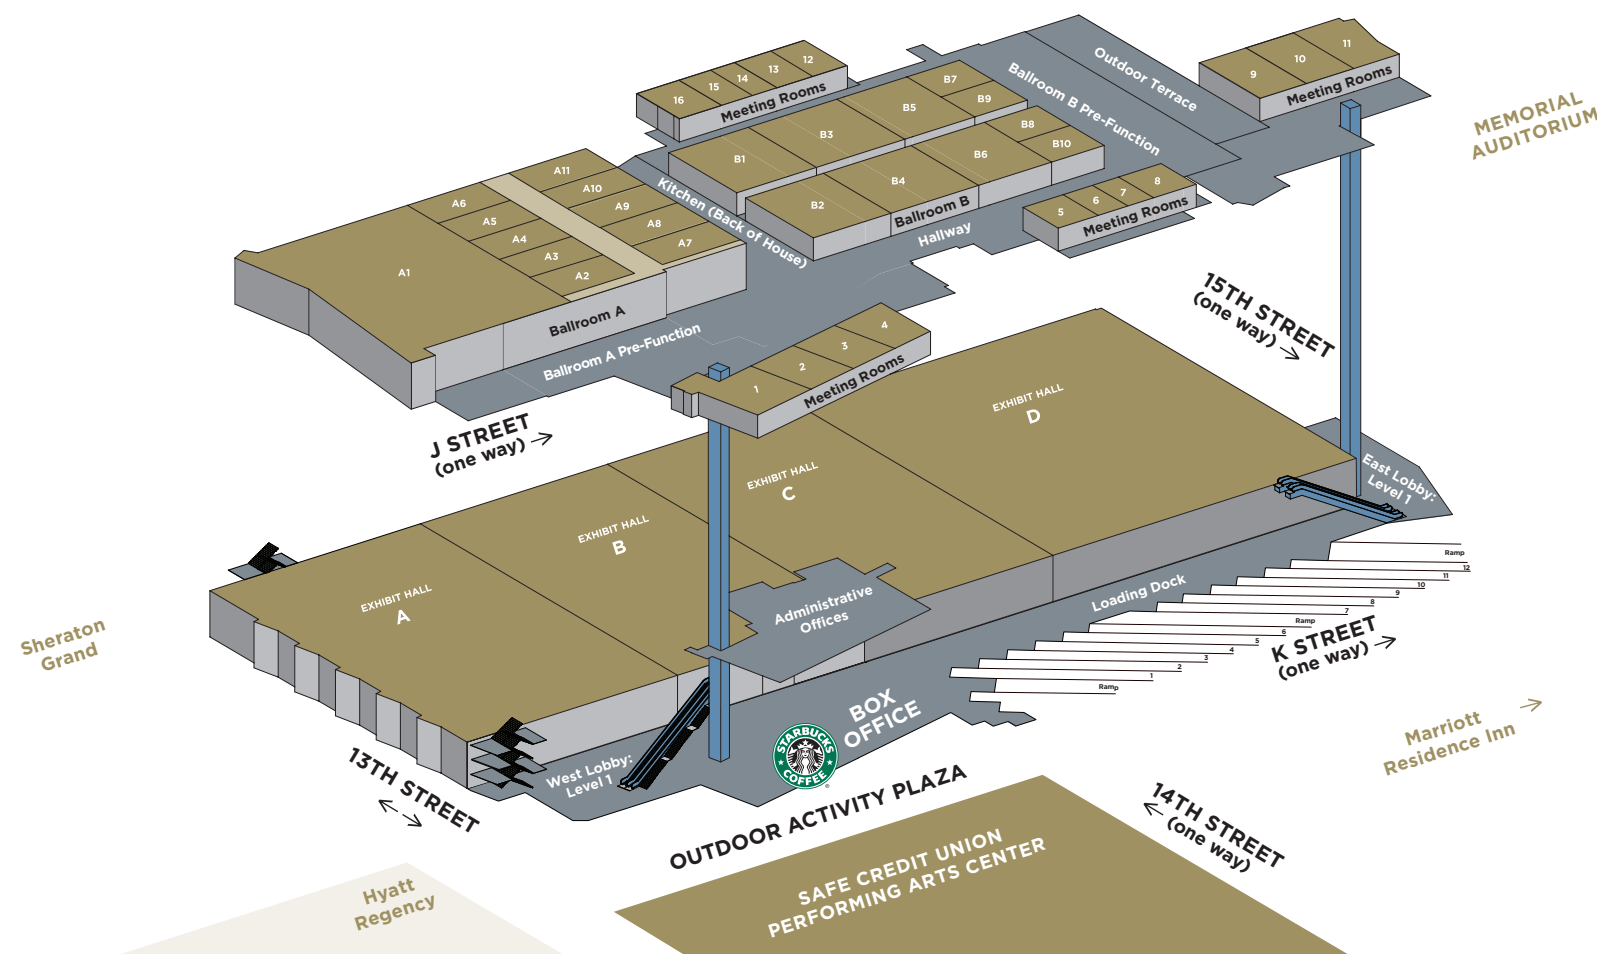 12
13
14
15
16
Meeting Rooms
11
10
9
Meeting Rooms
Outdoor Terrace
Ballroom B Pre-Function
MEMORIAL
AUDITORIUM
B7
B9
B5
B3
B1
B8
B10
B6
B4
B2
Ballroom B
Hallway
Kitchen (Back of House)
8
7
6
5
Meeting Rooms
A11
A10
A9
A8
A7
A6
A5
A4
A3
A2
A1
Ballroom A
Ballroom A Pre-Function
4
3
2
1
Meeting Rooms
15TH STREET
(one way)
J STREET
(one way)
EXHIBIT HALL
D
EXHIBIT HALL
C
EXHIBIT HALL
B
EXHIBIT HALL
A
East Lobby:
Level 1
Administrative
Offices
Loading Dock
Ramp
12
11
10
9
8
7
Ramp
6
5
4
3
2
1
Ramp
K STREET
(one way)
Sheraton
Grand
BOX
OFFICE
STARBUCKS
COFFEE
®
West Lobby:
Level 1
13TH STREET
OUTDOOR ACTIVITY PLAZA
14TH STREET
(one way)
Marriott
Residence Inn
SAFE CREDIT UNION
PERFORMING ARTS CENTER
Hyatt
Regency